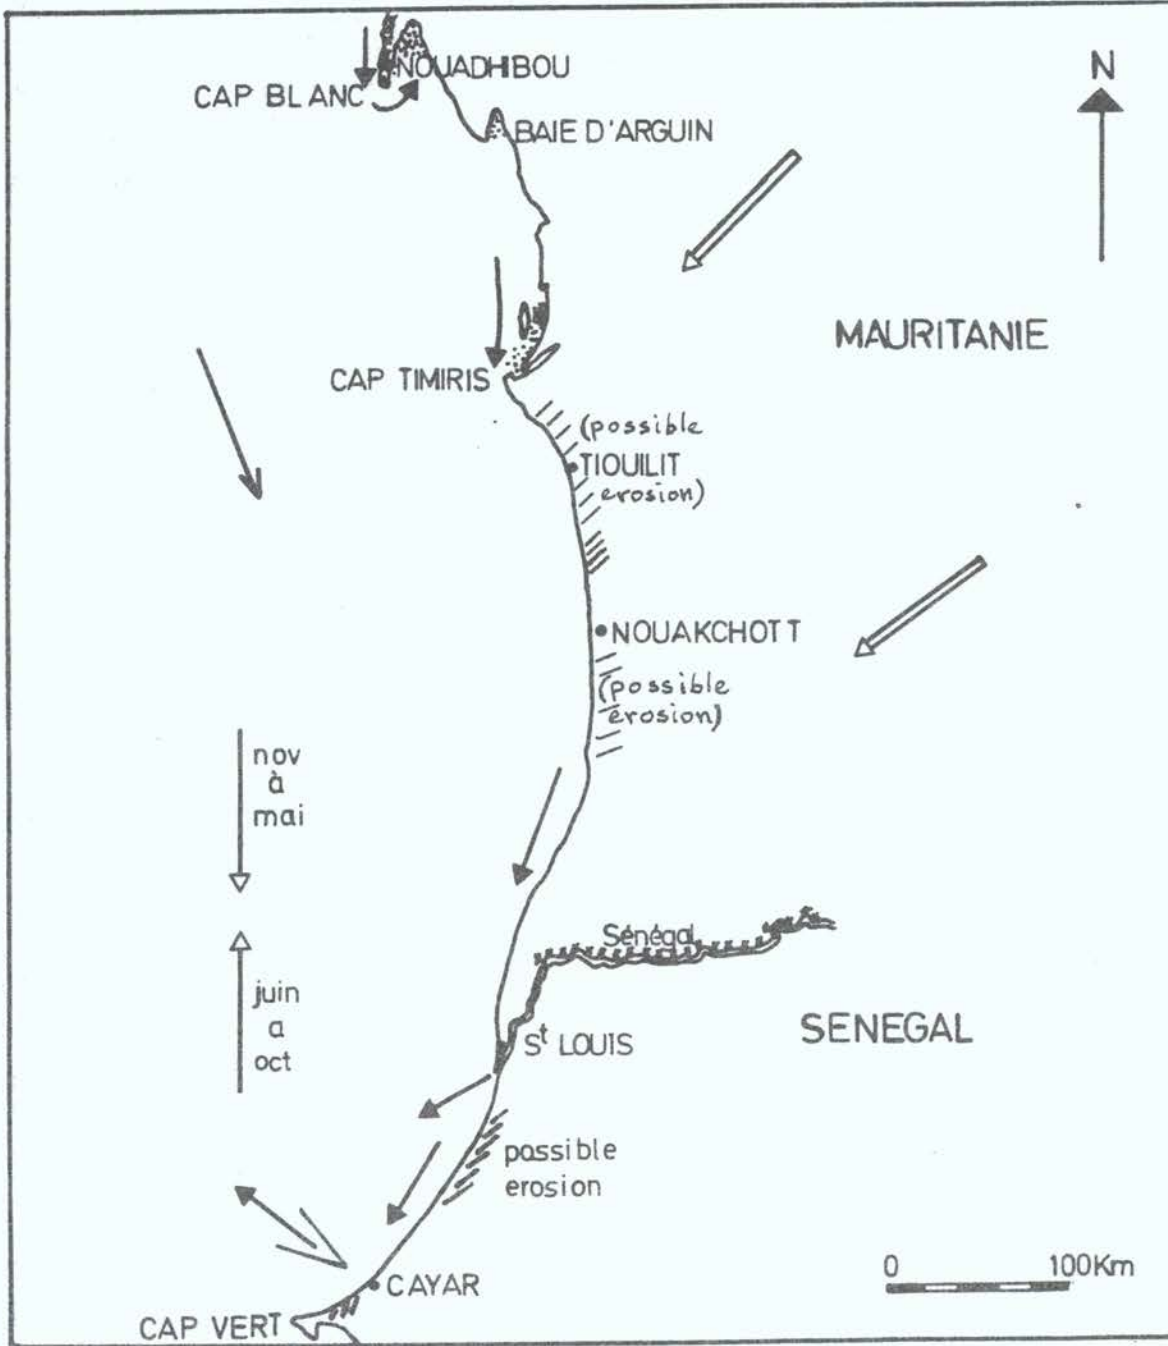 NOUADHIBOU
CAP BLANC
N
BAIE D'ARGUIN
MAURITANIE
CAP TIMIRIS
(possible
TIOUILIT
erosion)
NOUAKCHOTT
(possible
erosion)
nov
à
mai
Sénégal
juin
a
oct
SENEGAL
St LOUIS
possible
erosion
0 100Km
CAYAR
CAP VERT